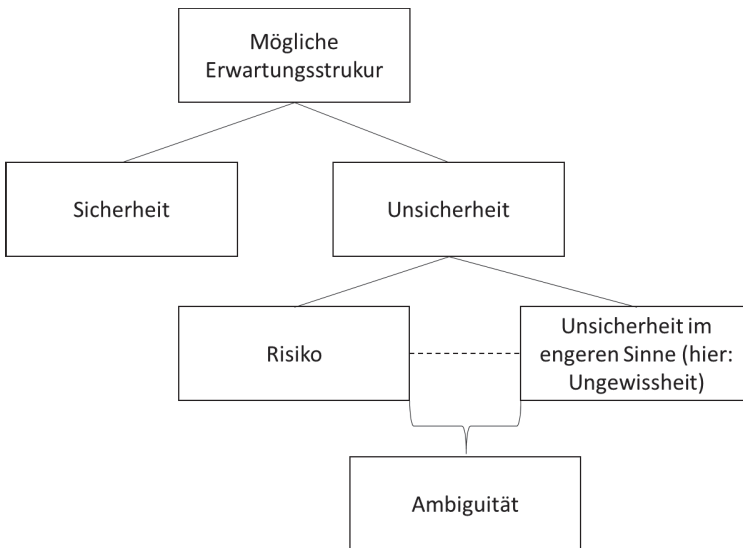 Mögliche
Erwartungsstrukur
Sicherheit
Unsicherheit
Risiko
Unsicherheit im
engeren Sinne (hier:
Ungewissheit)
Ambiguität